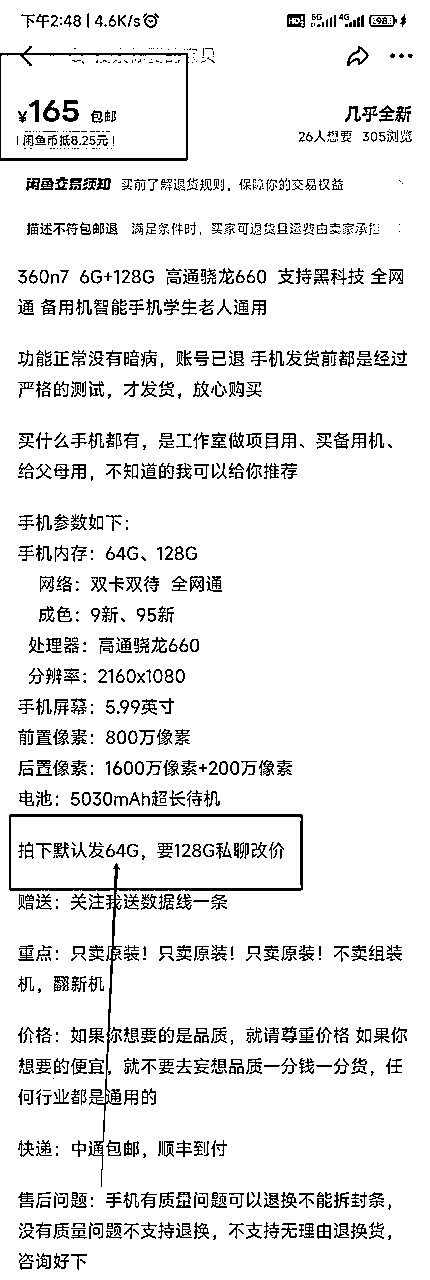 下午2:48 | 4.6K/s
HD 5G 4G 98
¥165 包邮
几乎全新
闲鱼币抵8.25元
26人想要 305浏览
闲鱼交易须知 买前了解退货规则，保障你的交易权益
描述不符包邮退 满足条件时，买家可退货且运费由卖家承担
360n7 6G+128G 高通骁龙660 支持黑科技 全网
通 备用机智能手机学生老人通用
功能正常没有暗病，账号已退 手机发货前都是经过
严格的测试，才发货，放心购买
买什么手机都有，是工作室做项目用、买备用机、
给父母用，不知道的我可以给你推荐
手机参数如下：
手机内存：64G、128G
网络：双卡双待 全网通
成色：9新、95新
处理器：高通骁龙660
分辨率：2160x1080
手机屏幕：5.99英寸
前置像素：800万像素
后置像素：1600万像素+200万像素
电池：5030mAh超长待机
拍下默认发64G，要128G私聊改价
赠送：关注我送数据线一条
重点：只卖原装！只卖原装！只卖原装！不卖组装
机，翻新机
价格：如果你想要的是品质，就请尊重价格 如果你
想要的便宜，就不要去妄想品质一分钱一分货，任
何行业都是通用的
快递：中通包邮，顺丰到付
售后问题：手机有质量问题可以退换不能拆封条，
没有质量问题不支持退换，不支持无理由退换货，
咨询好下